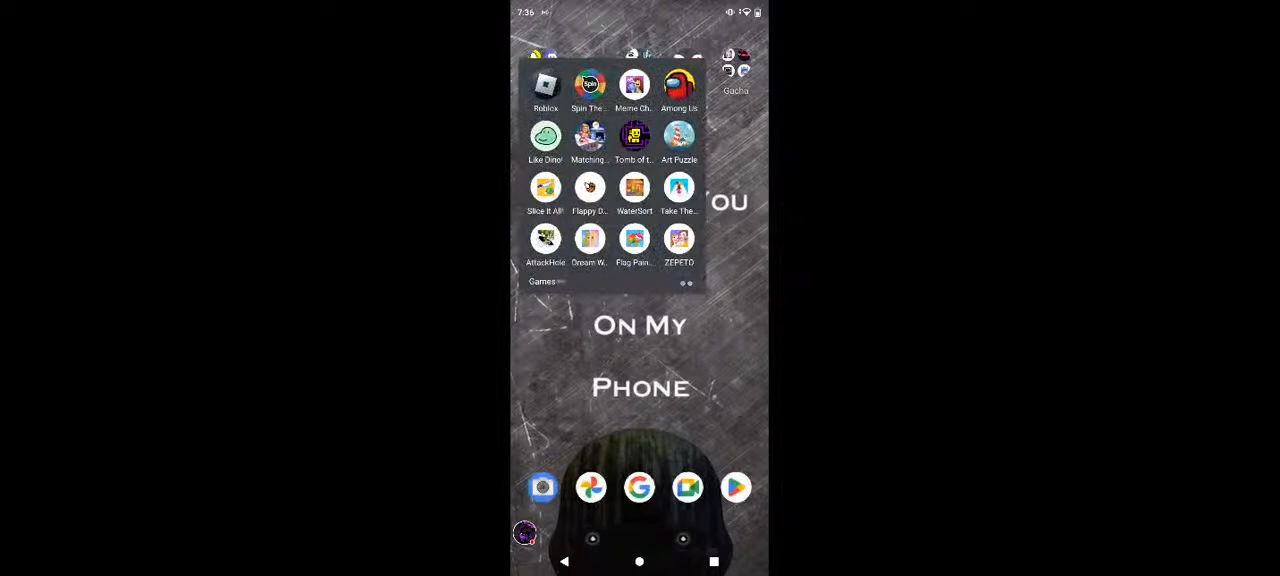 7:36
Gacha
Roblox
Spin The...
Spin
Meme Ch...
Among Us
Like Dino!
Matching...
Tomb of t...
Art Puzzle
Slice It All!
Flappy D...
WaterSort
Take The...
AttackHole
Dream W...
Flag Pain...
ZEPETO
Games
You
On My
Phone